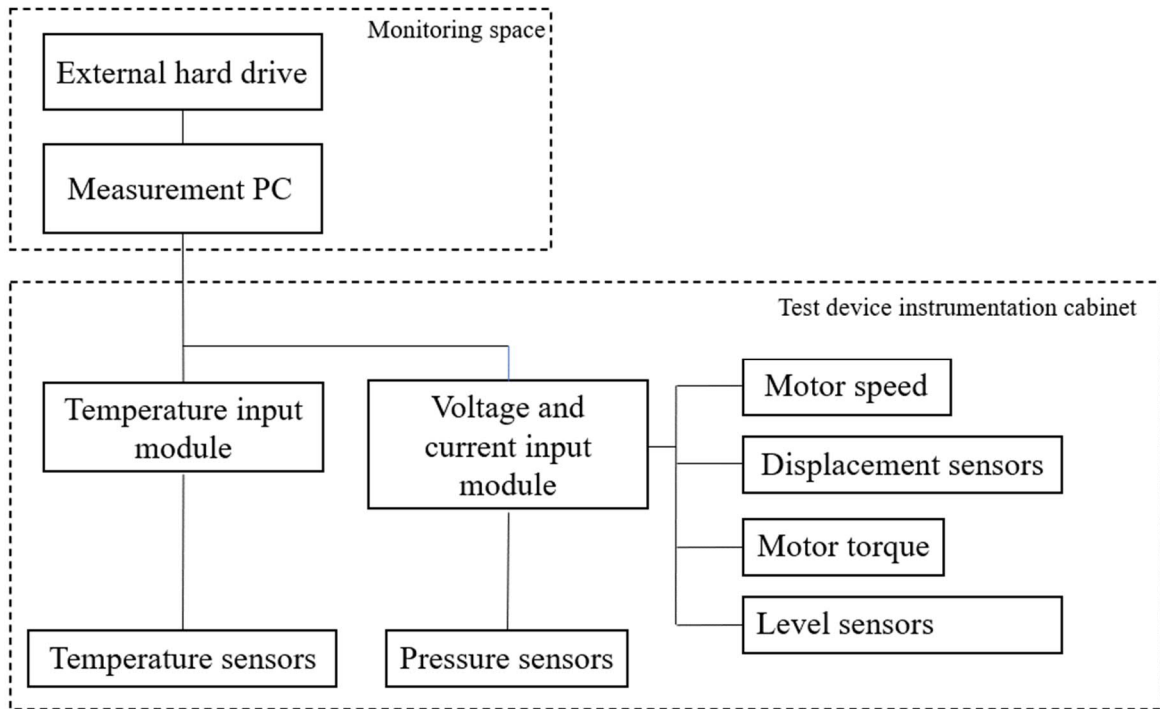 Monitoring space
External hard drive
Measurement PC
Test device instrumentation cabinet
Temperature input
module
Voltage and
current input
module
Motor speed
Displacement sensors
Motor torque
Level sensors
Temperature sensors
Pressure sensors